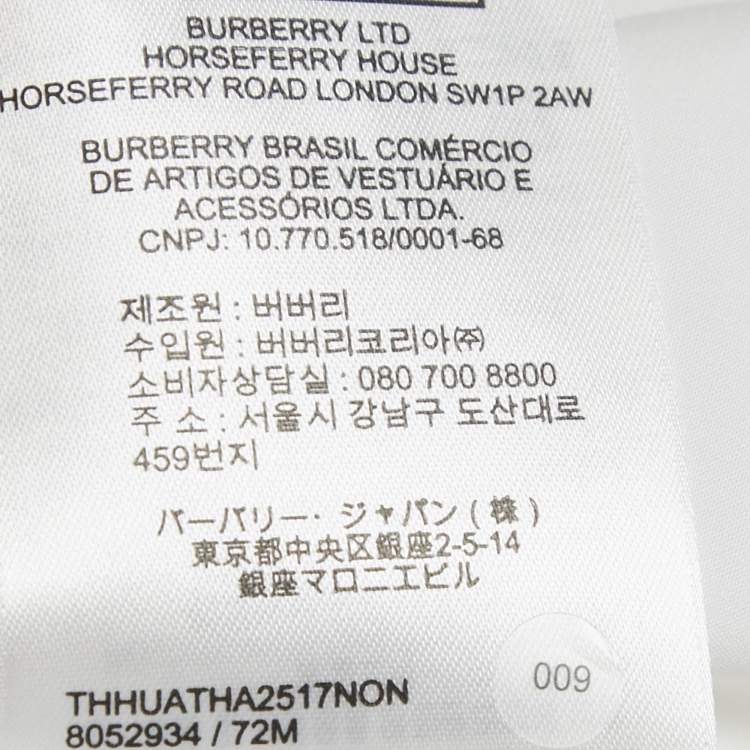 BURBERRY LTD
HORSEFERRY HOUSE
HORSEFERRY ROAD LONDON SW1P 2AW
BURBERRY BRASIL COMÉRCIO
DE ARTIGOS DE VESTUÁRIO E
ACESSÓRIOS LTDA.
CNPJ: 10.770.518/0001-68
제조원 : 버버리
수입원 : 버버리코리아㈜
소비자상담실 : 080 700 8800
주 소 : 서울시 강남구 도산대로
459번지
バーバリー・ジャパン(株)
東京都中央区銀座2-5-14
銀座マロニエビル
009
THHUATHA2517NON
8052934 / 72M